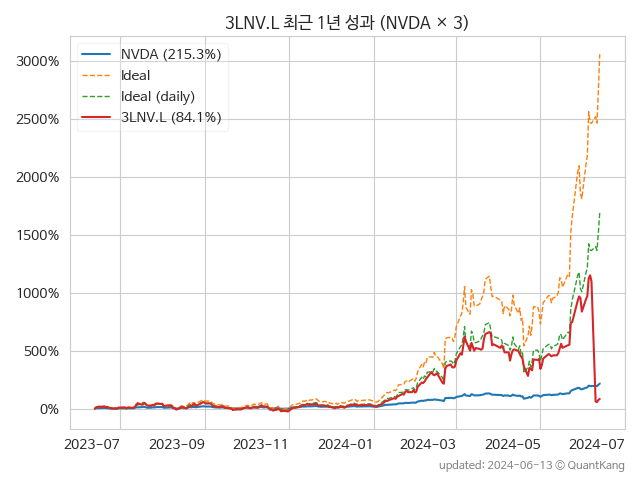 3LNV.L 최근 1년 성과 (NVDA × 3)
NVDA (215.3%)
Ideal
Ideal (daily)
3LNV.L (84.1%)
3000%
2500%
2000%
1500%
1000%
500%
0%
2023-07 2023-09 2023-11 2024-01 2024-03 2024-05 2024-07
updated: 2024-06-13 © QuantKang